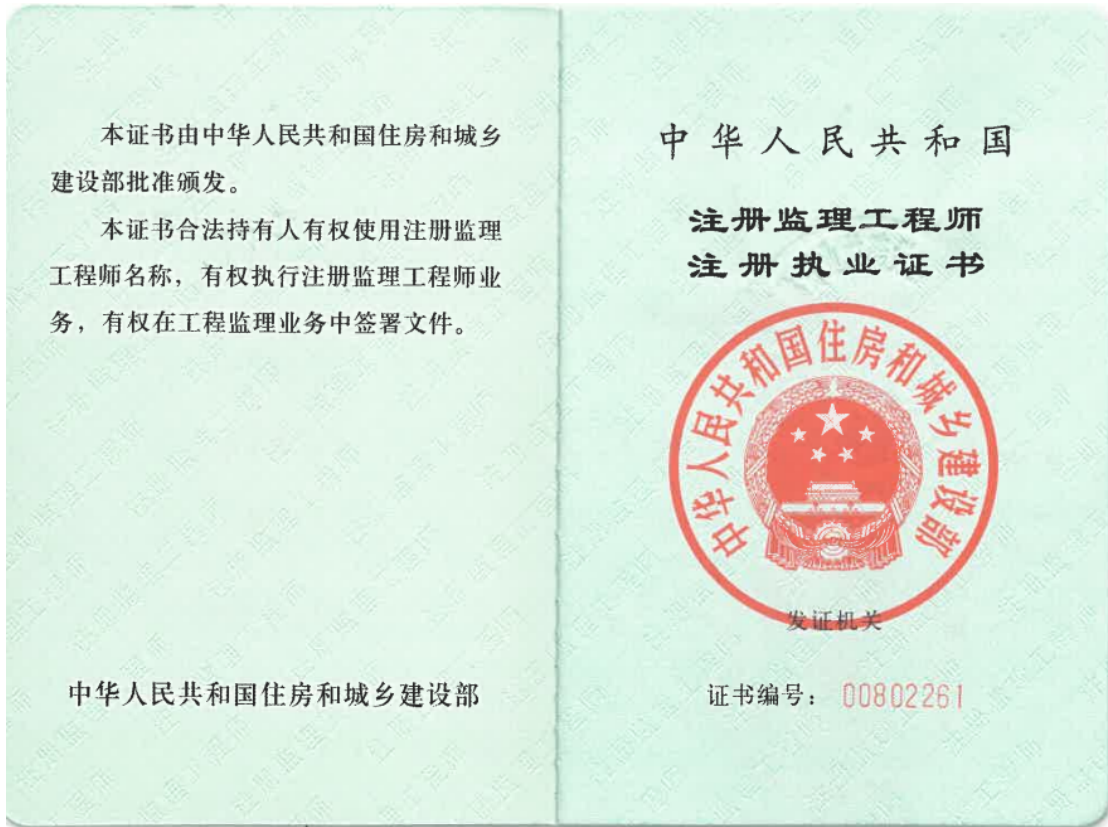 本证书由中华人民共和国住房和城乡
建设部批准颁发。
本证书合法持有人有权使用注册监理
工程师名称，有权执行注册监理工程师业
务，有权在工程监理业务中签署文件。
中华人民共和国住房和城乡建设部
中华人民共和国
注册监理工程师
注册执业证书
中华人民共和国住房和城乡建设部
发证机关
证书编号：00802261